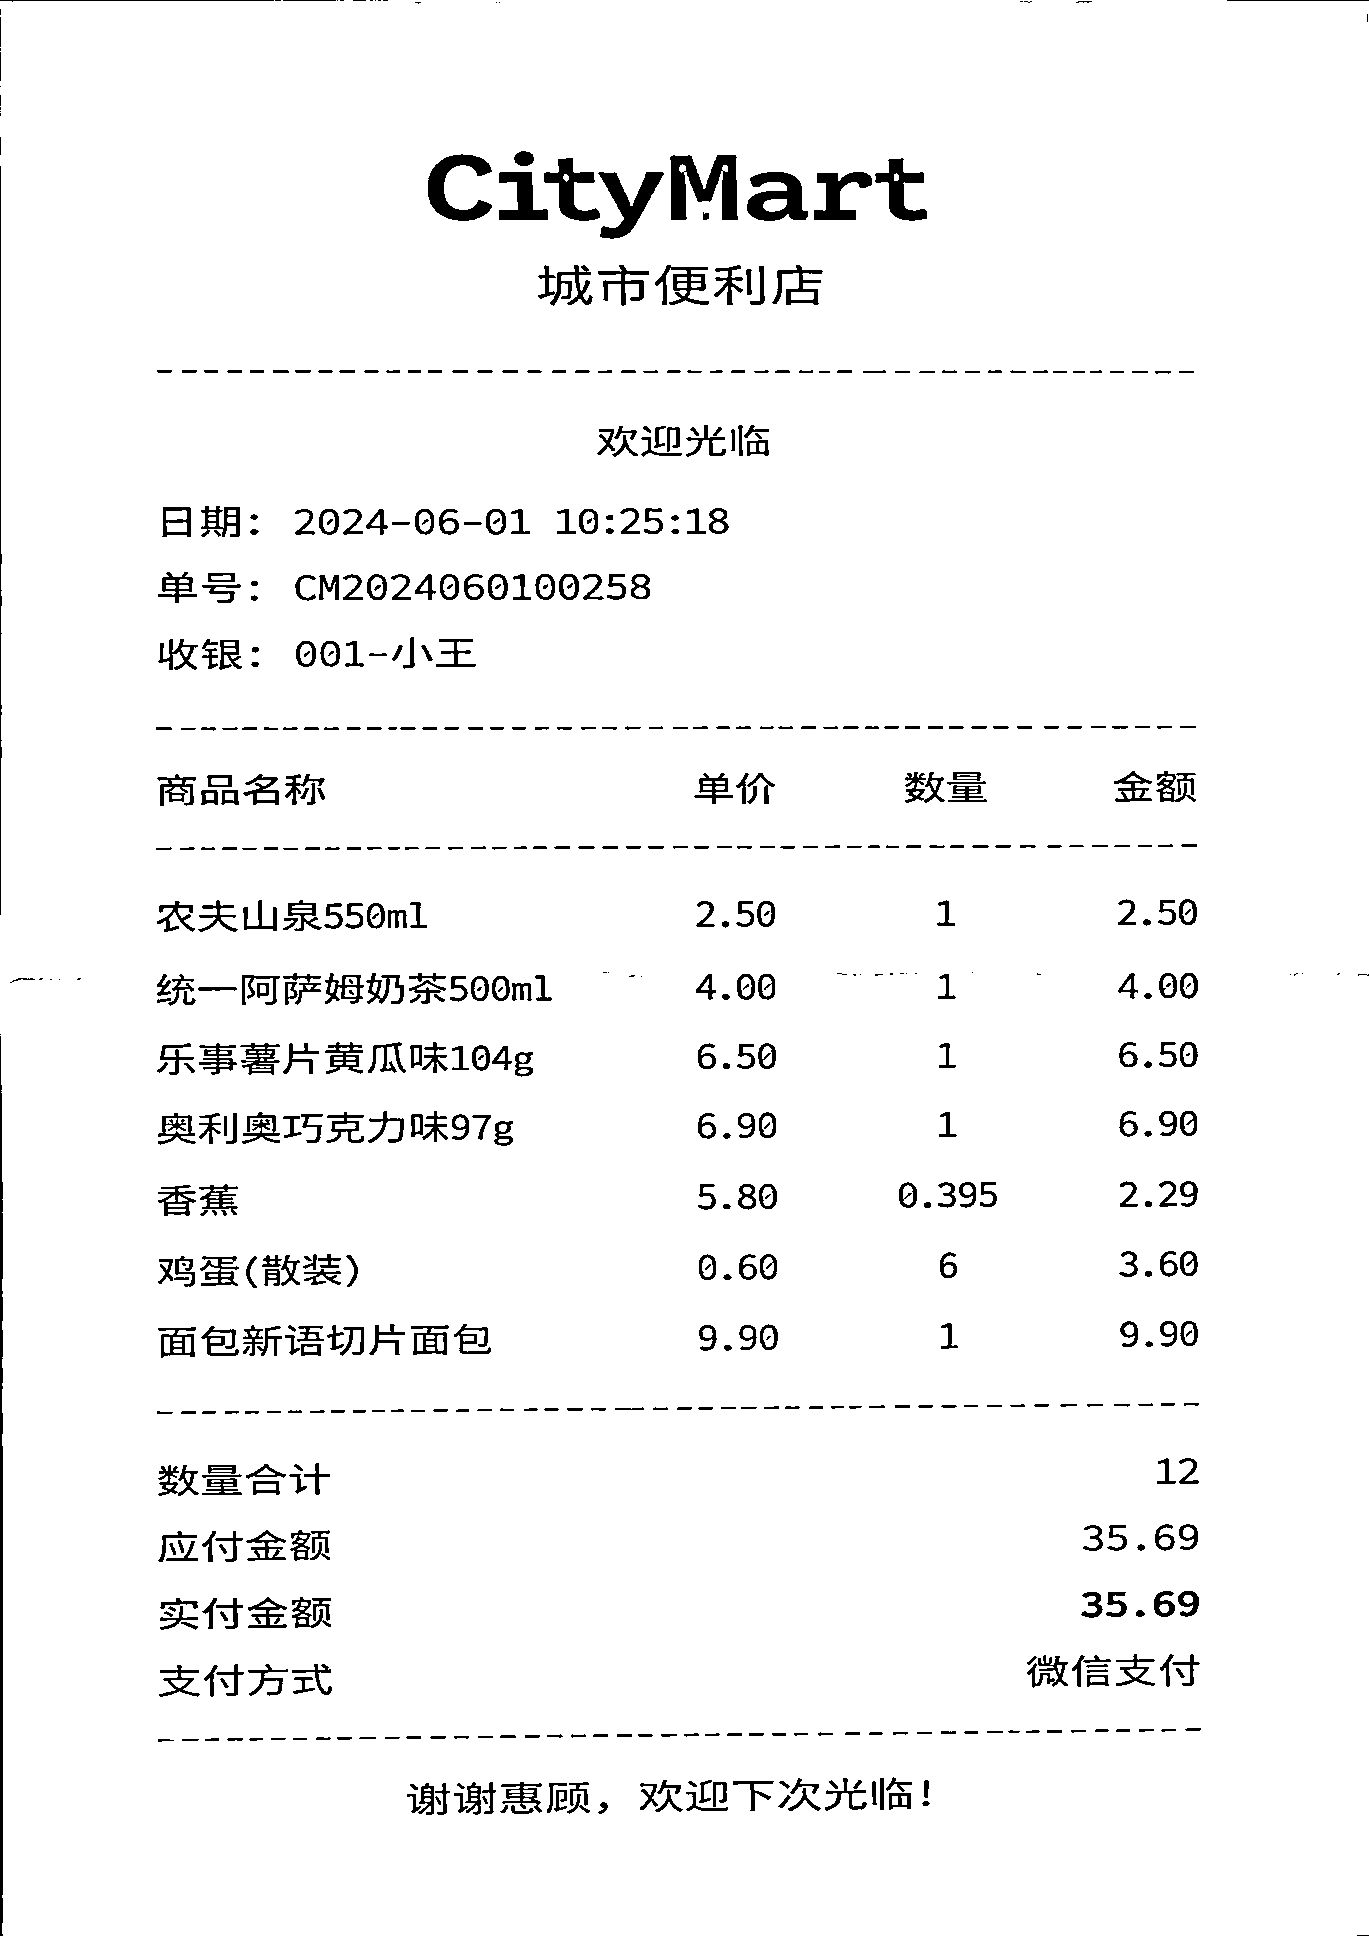 CityMart
城市便利店
欢迎光临
日期: 2024-06-01 10:25:18
单号: CM2024060100258
收银: 001-小王
商品名称 单价 数量 金额
农夫山泉550ml 2.50 1 2.50
统一阿萨姆奶茶500ml 4.00 1 4.00
乐事薯片黄瓜味104g 6.50 1 6.50
奥利奥巧克力味97g 6.90 1 6.90
香蕉 5.80 0.395 2.29
鸡蛋(散装) 0.60 6 3.60
面包新语切片面包 9.90 1 9.90
数量合计 12
应付金额 35.69
实付金额 35.69
支付方式 微信支付
谢谢惠顾, 欢迎下次光临!